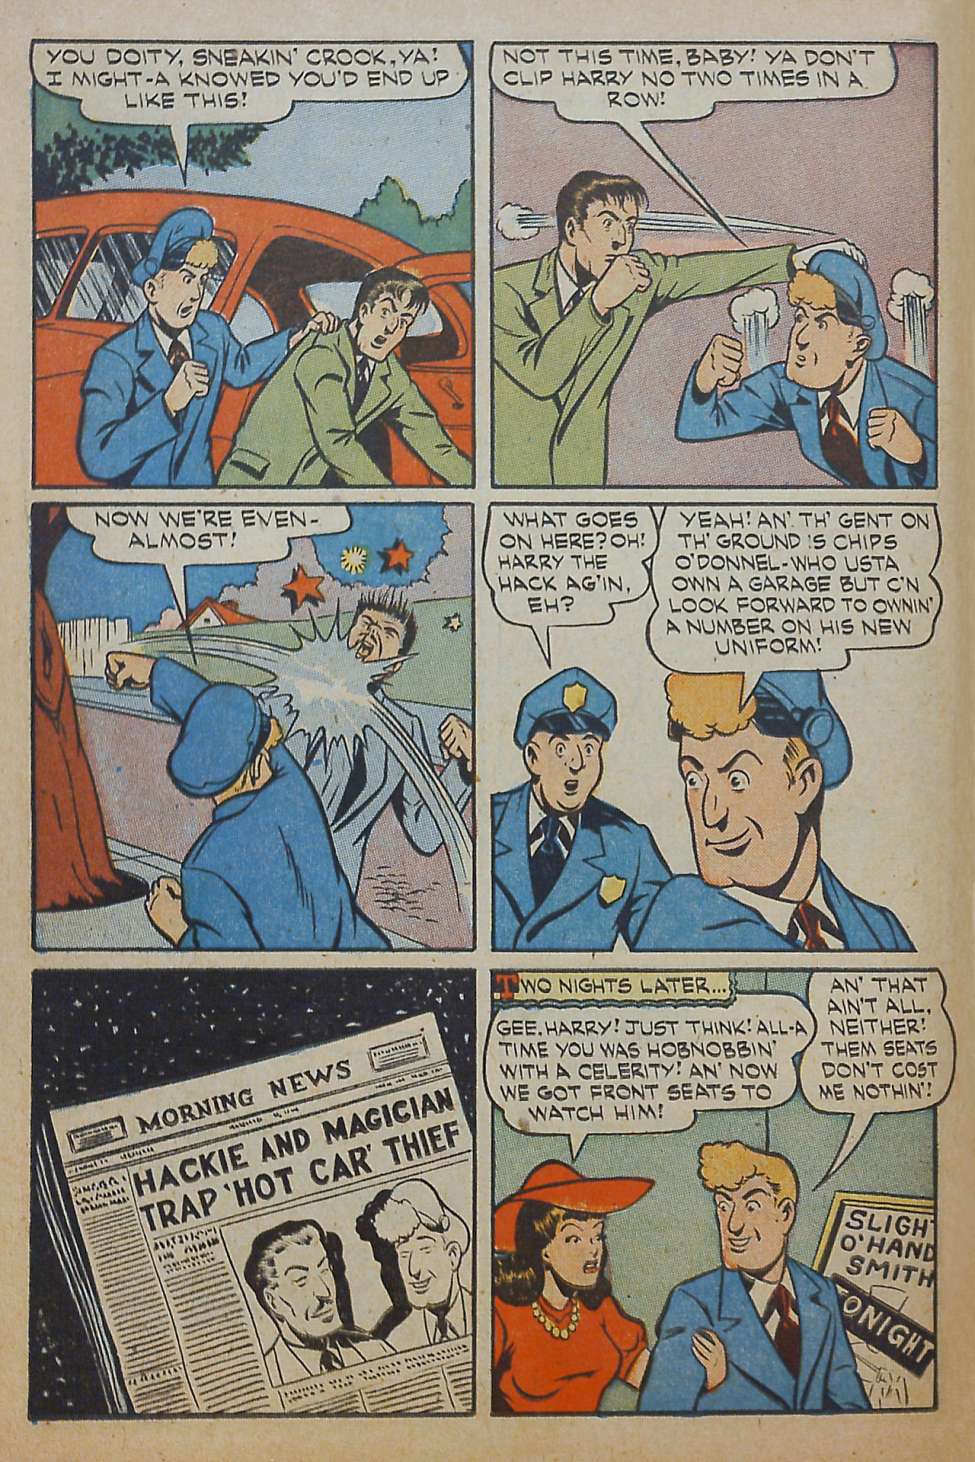 YOU DOITY, SNEAKIN' CROOK, YA!
I MIGHT-A KNOWED YOU'D END UP
LIKE THIS!
NOT THIS TIME, BABY! YA DON'T
CLIP HARRY NO TWO TIMES IN A
ROW!
NOW WE'RE EVEN-
ALMOST!
WHAT GOES
ON HERE? OH!
HARRY THE
HACK AG'IN,
EH?
YEAH! AN' TH' GENT ON
TH' GROUND IS CHIPS
O'DONNEL-WHO USTA
OWN A GARAGE BUT C'N
LOOK FORWARD TO OWNIN'
A NUMBER ON HIS NEW
UNIFORM!
MORNING NEWS
HACKIE AND MAGICIAN
TRAP 'HOT CAR' THIEF
TWO NIGHTS LATER...
GEE, HARRY! JUST THINK! ALL-A
TIME YOU WAS HOBNOBBIN'
WITH A CELERITY! AN' NOW
WE GOT FRONT SEATS TO
WATCH HIM!
AN' THAT
AIN'T ALL,
NEITHER!
THEM SEATS
DON'T COST
ME NOTHIN'!
SLIGHT
O'HAND
SMITH
TONIGHT